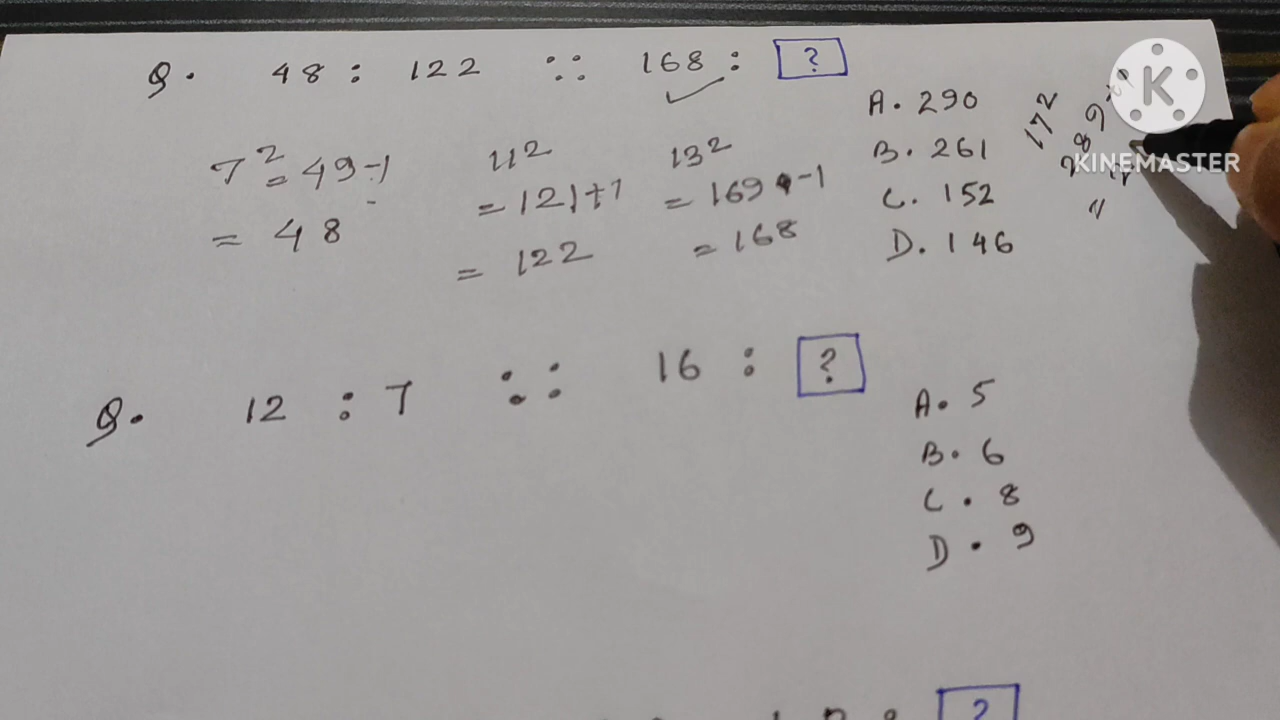 Q. 48 : 122 :: 168 : ?
A. 290
B. 261
C. 152
D. 146
7² = 49-1
= 48
11²
= 121+1
= 122
13²
= 169-1
= 168
17²
289
=
KINEMASTER
Q. 12 : 7 :: 16 : ?
A. 5
B. 6
C. 8
D. 9
?